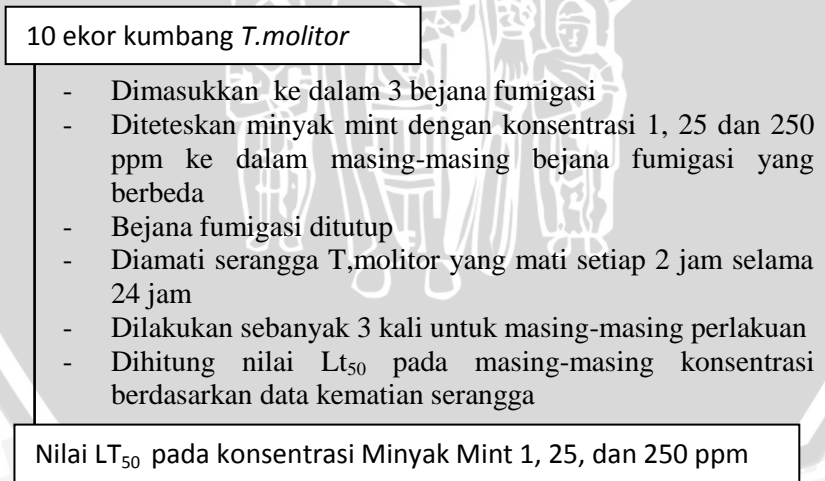 10 ekor kumbang T.molitor
- Dimasukkan ke dalam 3 bejana fumigasi
- Diteteskan minyak mint dengan konsentrasi 1, 25 dan 250
ppm ke dalam masing-masing bejana fumigasi yang
berbeda
- Bejana fumigasi ditutup
- Diamati serangga T,molitor yang mati setiap 2 jam selama
24 jam
- Dilakukan sebanyak 3 kali untuk masing-masing perlakuan
- Dihitung nilai Lt₅₀ pada masing-masing konsentrasi
berdasarkan data kematian serangga
Nilai LT₅₀ pada konsentrasi Minyak Mint 1, 25, dan 250 ppm